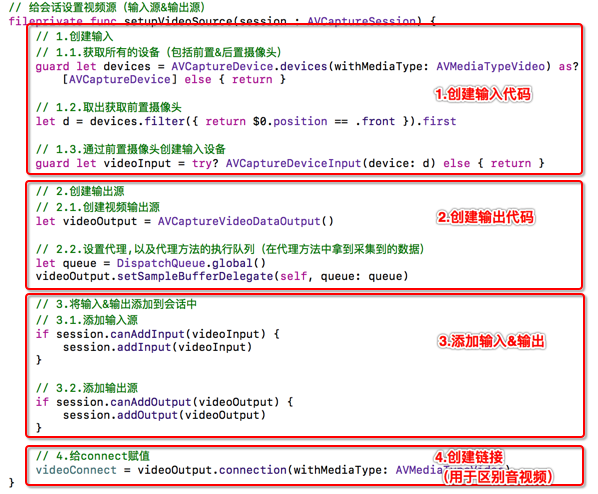 // 给会话设置视频源（输入源&输出源）
fileprivate func setupVideoSource(session : AVCaptureSession) {
// 1.创建输入
// 1.1.获取所有的设备（包括前置&后置摄像头）
guard let devices = AVCaptureDevice.devices(withMediaType: AVMediaTypeVideo) as?
[AVCaptureDevice] else { return }
1.创建输入代码
// 1.2.取出获取前置摄像头
let d = devices.filter({ return $0.position == .front }).first
// 1.3.通过前置摄像头创建输入设备
guard let videoInput = try? AVCaptureDeviceInput(device: d) else { return }
// 2.创建输出源
// 2.1.创建视频输出源
let videoOutput = AVCaptureVideoDataOutput()
2.创建输出代码
// 2.2.设置代理,以及代理方法的执行队列（在代理方法中拿到采集到的数据）
let queue = DispatchQueue.global()
videoOutput.setSampleBufferDelegate(self, queue: queue)
// 3.将输入&输出添加到会话中
// 3.1.添加输入源
if session.canAddInput(videoInput) {
session.addInput(videoInput)
}
3.添加输入&输出
// 3.2.添加输出源
if session.canAddOutput(videoOutput) {
session.addOutput(videoOutput)
}
// 4.给connect赋值
videoConnect = videoOutput.connection(withMediaType:
4.创建链接
（用于区别音视频）
}